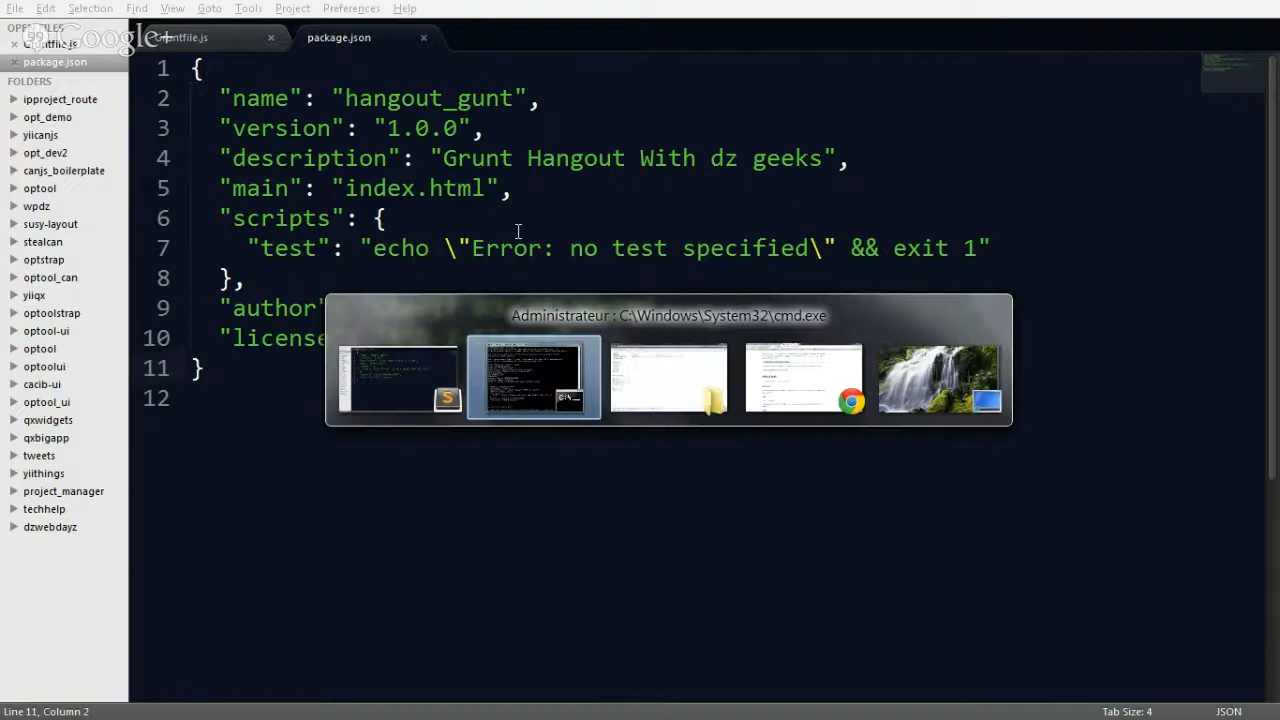 File Edit Selection Find View Goto Tools Project Preferences Help
OPEN FILES
Google+
Gruntfile.js
package.json
FOLDERS
ipproject_route
opt_demo
yiicanjs
opt_dev2
canjs_boilerplate
optool
wpdz
susy-layout
stealcan
optstrap
optool_can
yiiqx
optoolstrap
optool-ui
optool
optoolui
cacib-ui
optool_ui
qxwidgets
qxbigapp
tweets
yiithings
project_manager
techhelp
dzwebdayz
Gruntfile.js
package.json
1 {
2 "name": "hangout_gunt",
3 "version": "1.0.0",
4 "description": "Grunt Hangout With dz geeks",
5 "main": "index.html",
6 "scripts": {
7 "test": "echo \"Error: no test specified\" && exit 1"
8 },
9 "author"
10 "license
11 }
12
Administrateur : C:\Windows\System32\cmd.exe
Line 11, Column 2
Tab Size: 4
JSON